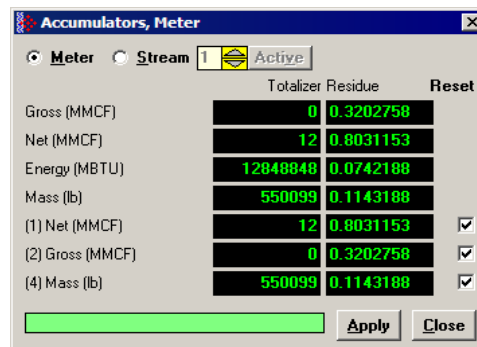 Accumulators, Meter
Meter Stream 1 Active
Totalizer Residue Reset
Gross (MMCF) 0 0.3202758
Net (MMCF) 12 0.8031153
Energy (MBTU) 12848848 0.0742188
Mass (lb) 550099 0.1143188
(1) Net (MMCF) 12 0.8031153
(2) Gross (MMCF) 0 0.3202758
(4) Mass (lb) 550099 0.1143188
Apply Close